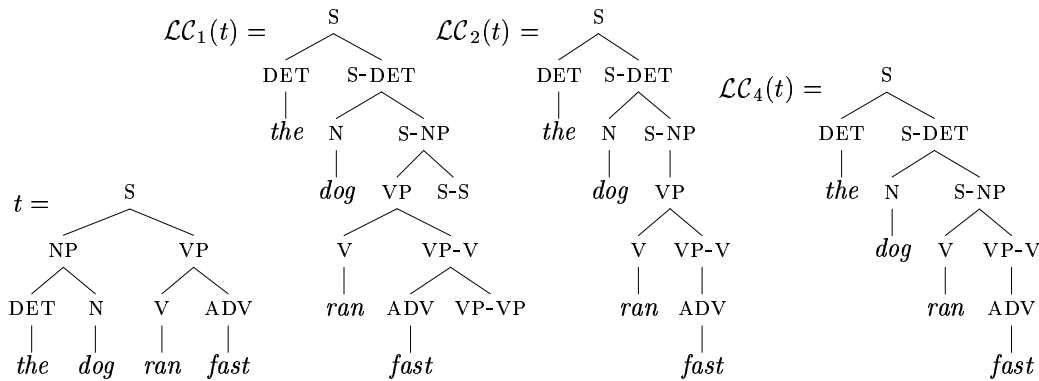 t =
S
NP VP
DET N V ADV
the dog ran fast
LC₁(t) =
S
DET S-DET
the N S-NP
dog VP S-S
V VP-V
ran ADV VP-VP
fast
LC₂(t) =
S
DET S-DET
the N S-NP
dog VP
V VP-V
ran ADV
fast
LC₄(t) =
S
DET S-DET
the N S-NP
dog V VP-V
ran ADV
fast